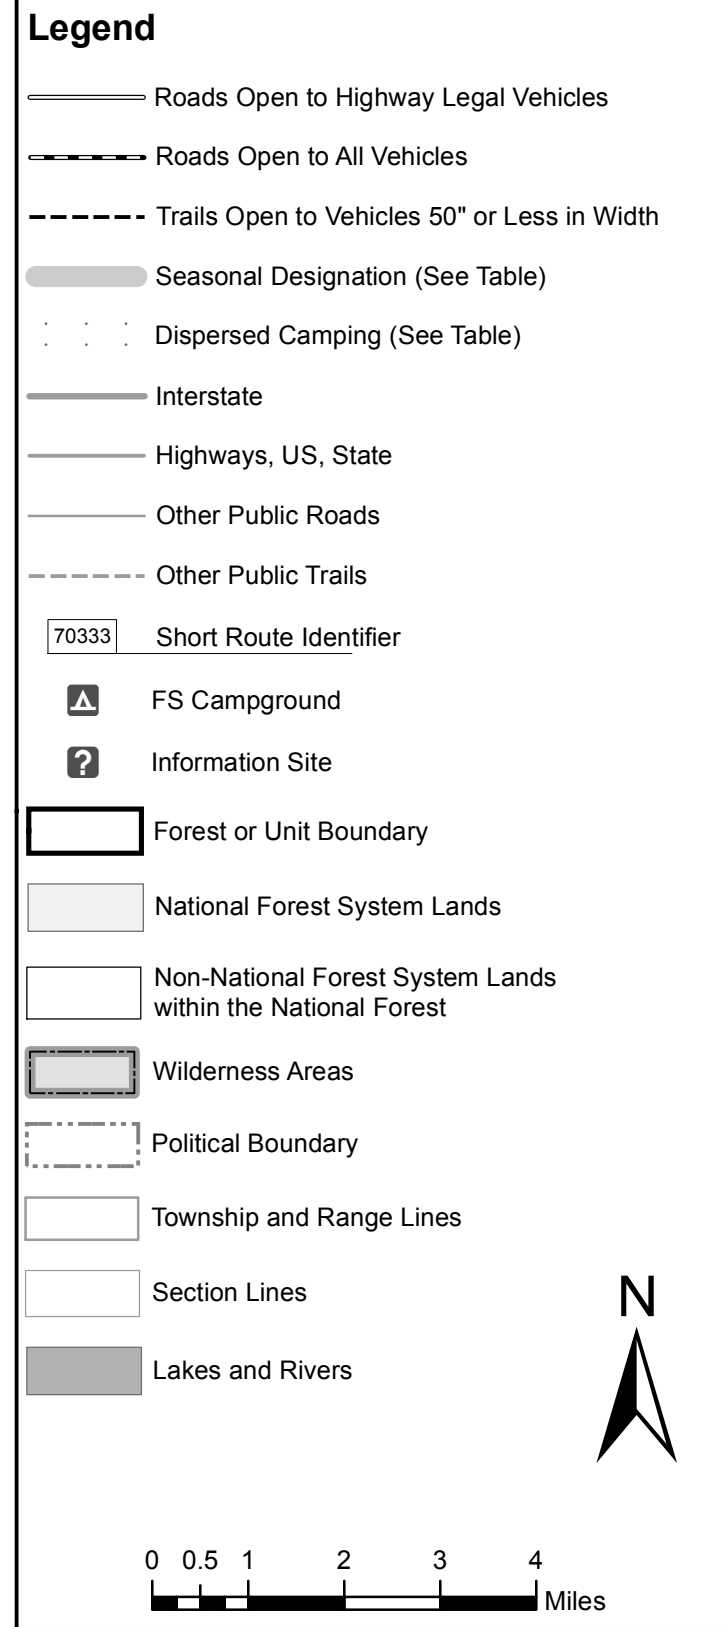 Legend
Roads Open to Highway Legal Vehicles
Roads Open to All Vehicles
Trails Open to Vehicles 50" or Less in Width
Seasonal Designation (See Table)
Dispersed Camping (See Table)
Interstate
Highways, US, State
Other Public Roads
Other Public Trails
70333 Short Route Identifier
FS Campground
? Information Site
Forest or Unit Boundary
National Forest System Lands
Non-National Forest System Lands
within the National Forest
Wilderness Areas
Political Boundary
Township and Range Lines
Section Lines
N
Lakes and Rivers
0 0.5 1 2 3 4
Miles